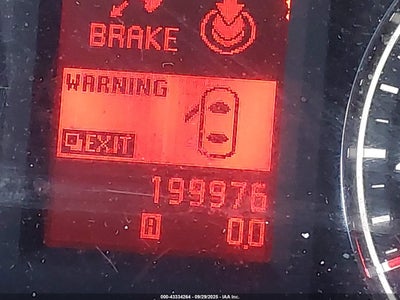 BRAKE
WARNING
EXIT
199976
A 0.0
000-43334264 - 09/29/2025 - IAA Inc.